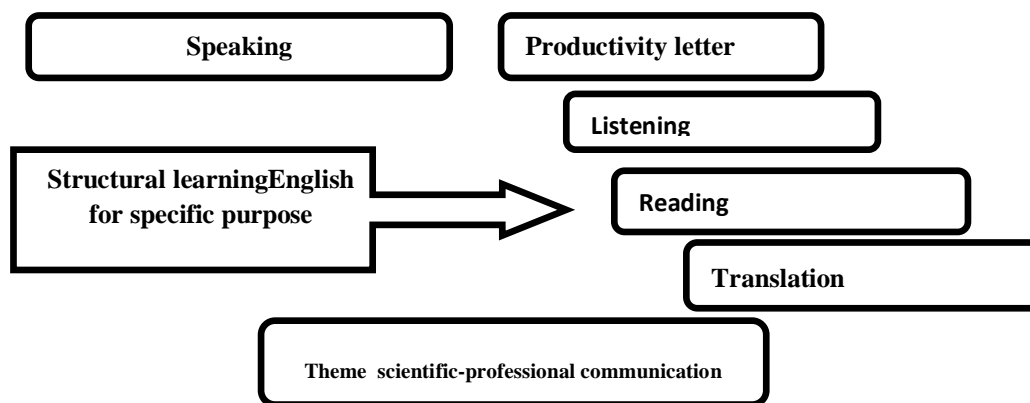 Speaking
Productivity letter
Listening
Structural learningEnglish
for specific purpose
Reading
Translation
Theme scientific-professional communication